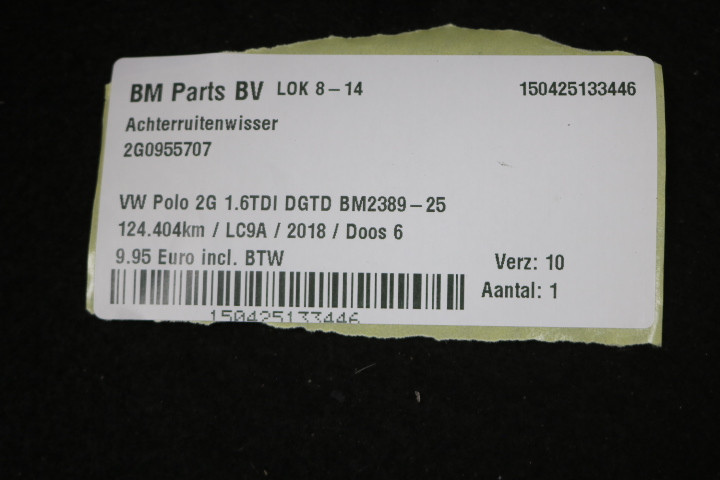 BM Parts BV LOK 8-14 150425133446
Achterruitenwisser
2G0955707
VW Polo 2G 1.6TDI DGTD BM2389-25
124.404km / LC9A / 2018 / Doos 6
9.95 Euro incl. BTW
Verz: 10
Aantal: 1
150425133446